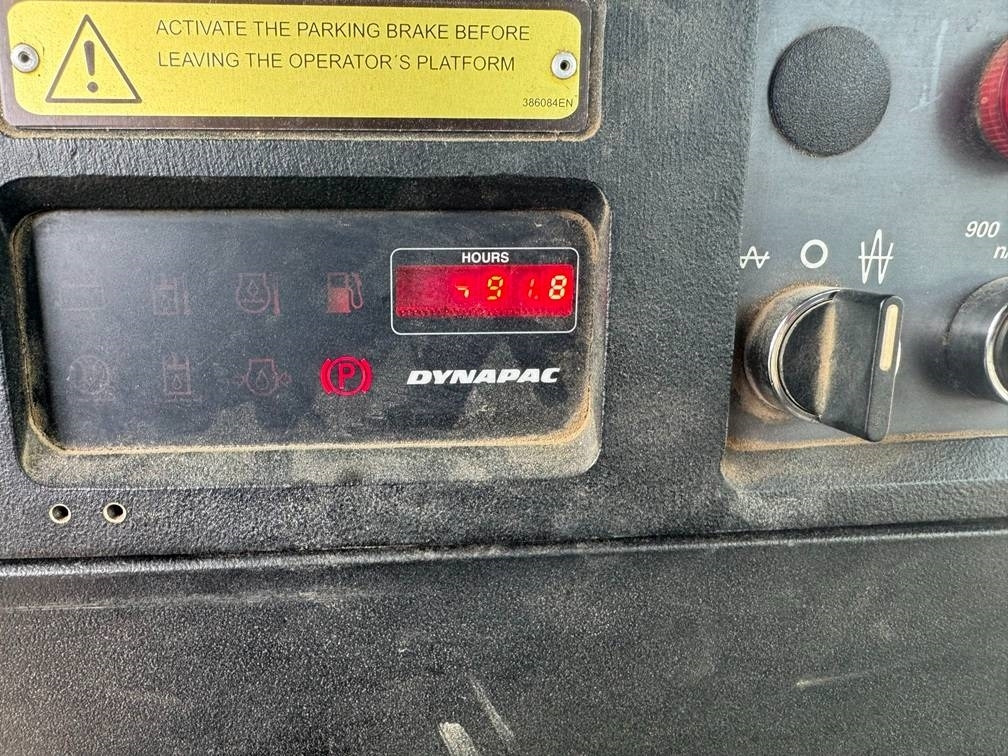 ACTIVATE THE PARKING BRAKE BEFORE
LEAVING THE OPERATOR´S PLATFORM
386084EN
HOURS
91.8
P
DYNAPAC
900